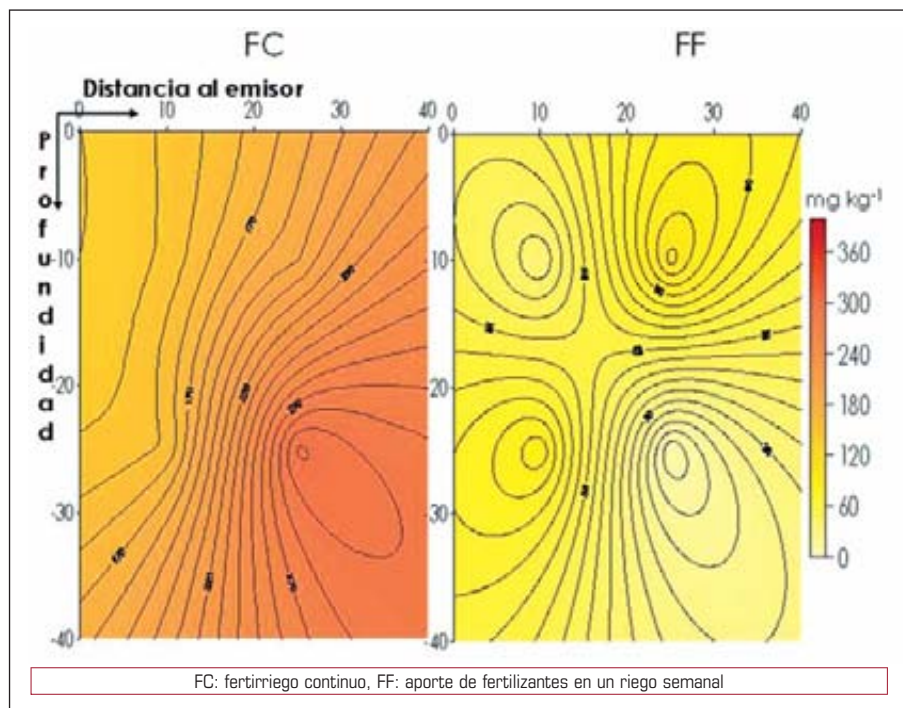 FC
FF
Distancia al emisor
0 10 20 30 40
0 10 20 30 40
Profundidad
0
-10
-20
-30
-40
0
-10
-20
-30
-40
mg kg⁻¹
360
300
240
180
120
60
0
FC: fertirriego continuo, FF: aporte de fertilizantes en un riego semanal